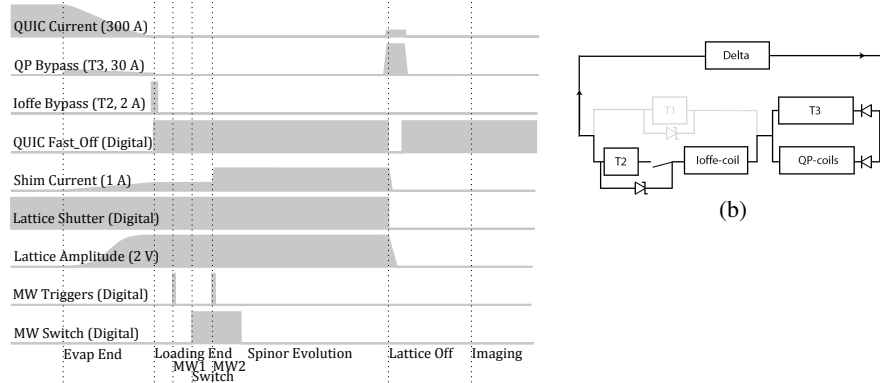 QUIC Current (300 A)
QP Bypass (T3, 30 A)
Ioffe Bypass (T2, 2 A)
QUIC Fast_Off (Digital)
Shim Current (1 A)
Lattice Shutter (Digital)
Lattice Amplitude (2 V)
MW Triggers (Digital)
MW Switch (Digital)
Evap End
Loading End
Spinor Evolution
Lattice Off
Imaging
MW1
MW2
Switch
Delta
T1
T3
T2
Ioffe-coil
QP-coils
(b)